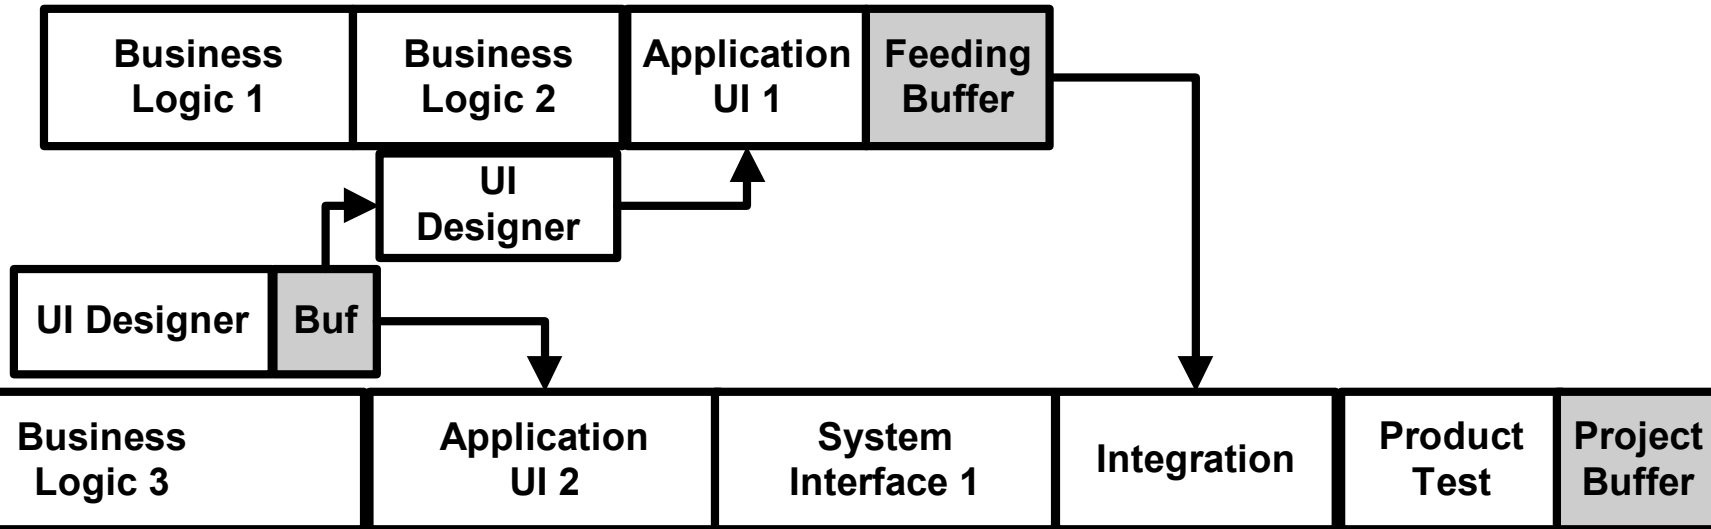 Business
Logic 1
Business
Logic 2
Application
UI 1
Feeding
Buffer
UI
Designer
UI Designer
Buf
Business
Logic 3
Application
UI 2
System
Interface 1
Integration
Product
Test
Project
Buffer